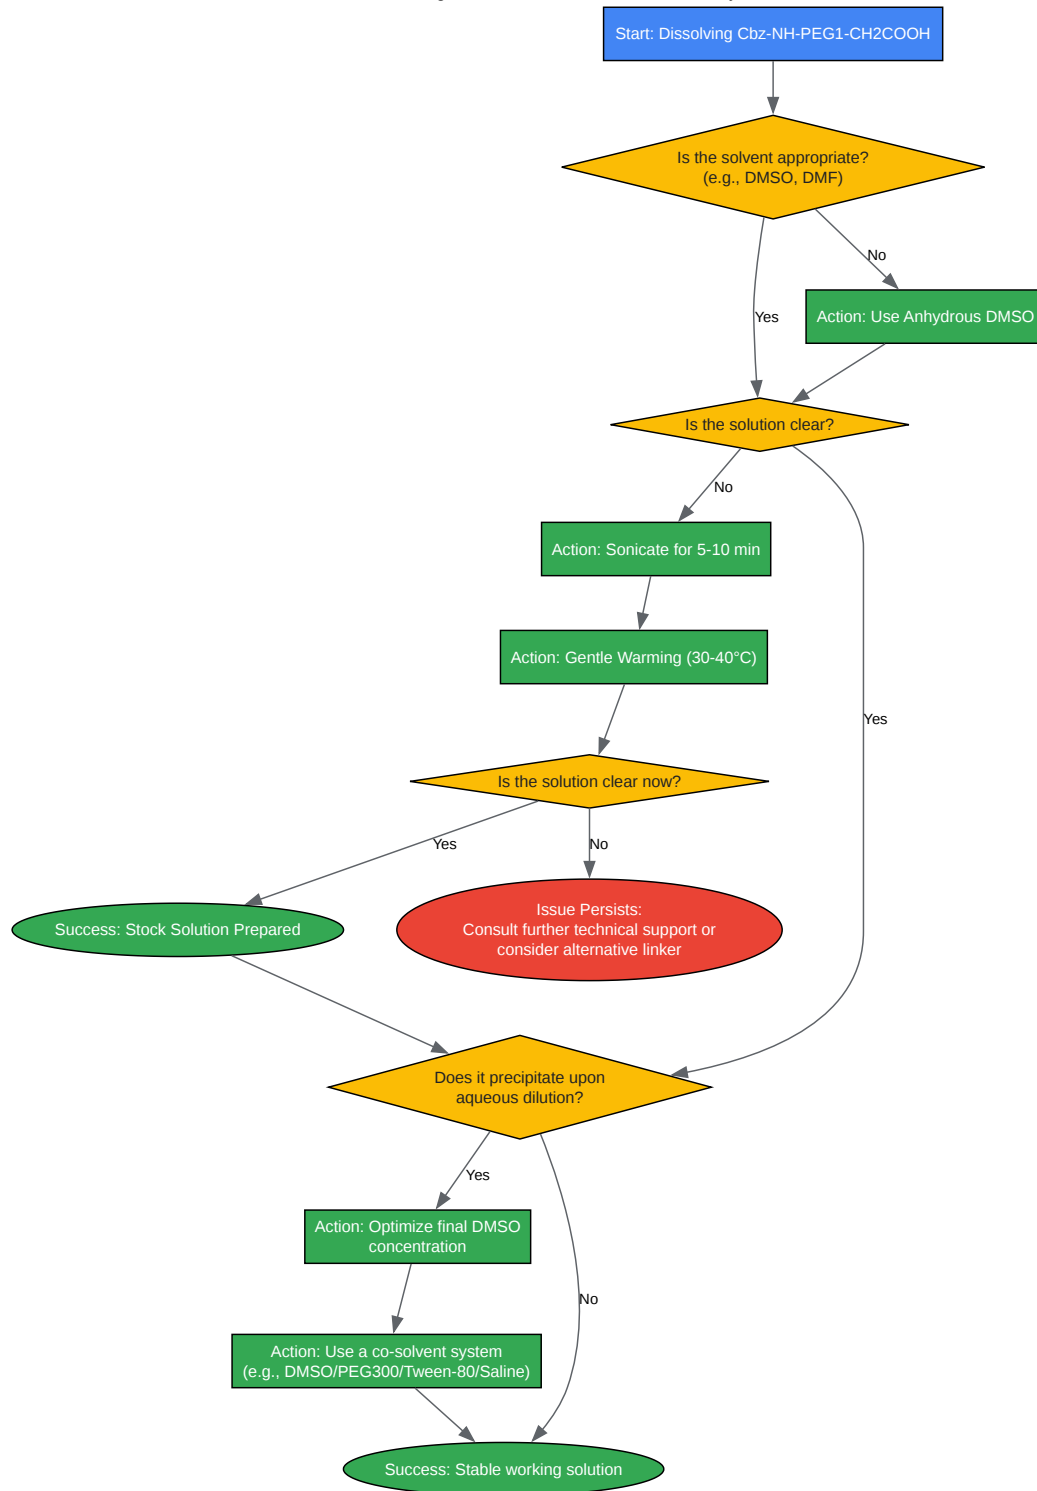 Start: Dissolving Cbz-NH-PEG1-CH2COOH
Is the solvent appropriate?
(e.g., DMSO, DMF)
No
Yes
Action: Use Anhydrous DMSO
Is the solution clear?
No
Action: Sonicate for 5-10 min
Action: Gentle Warming (30-40°C)
Yes
Is the solution clear now?
Yes
No
Success: Stock Solution Prepared
Issue Persists:
Consult further technical support or
consider alternative linker
Does it precipitate upon
aqueous dilution?
Yes
Action: Optimize final DMSO
concentration
No
Action: Use a co-solvent system
(e.g., DMSO/PEG300/Tween-80/Saline)
Success: Stable working solution